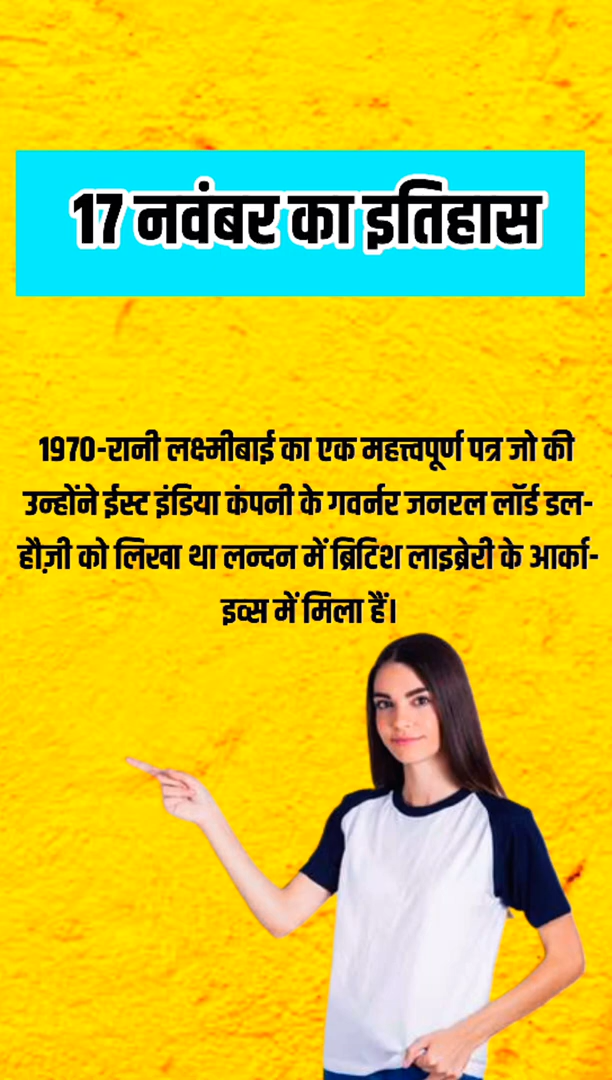 17 नवंबर का इतिहास
1970-रानी लक्ष्मीबाई का एक महत्त्वपूर्ण पत्र जो की
उन्होंने ईस्ट इंडिया कंपनी के गवर्नर जनरल लॉर्ड डल-
हौज़ी को लिखा था लन्दन में ब्रिटिश लाइब्रेरी के आर्का-
इव्स में मिला हैं।